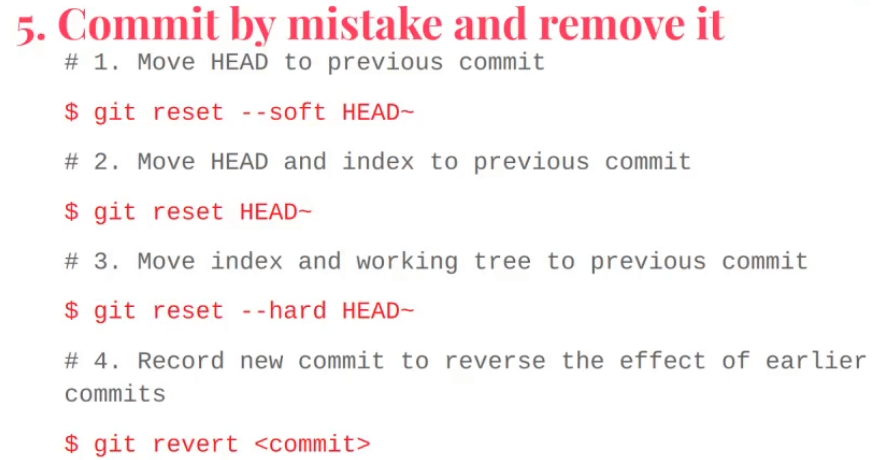 5. Commit by mistake and remove it
# 1. Move HEAD to previous commit
$ git reset --soft HEAD~
# 2. Move HEAD and index to previous commit
$ git reset HEAD~
# 3. Move index and working tree to previous commit
$ git reset --hard HEAD~
# 4. Record new commit to reverse the effect of earlier
commits
$ git revert <commit>